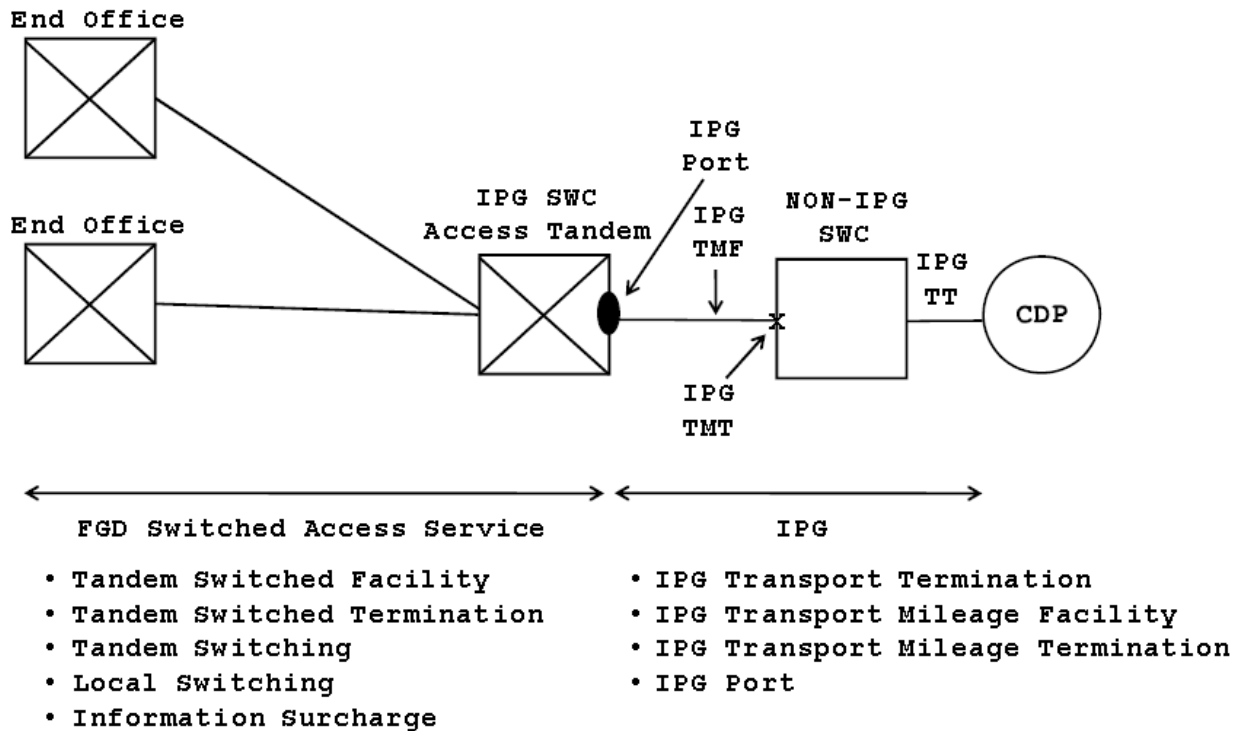 End Office
End Office
IPG SWC
Access Tandem
IPG
Port
IPG
TMF
NON-IPG
SWC
IPG
TT
CDP
IPG
TMT
FGD Switched Access Service
• Tandem Switched Facility
• Tandem Switched Termination
• Tandem Switching
• Local Switching
• Information Surcharge
IPG
• IPG Transport Termination
• IPG Transport Mileage Facility
• IPG Transport Mileage Termination
• IPG Port